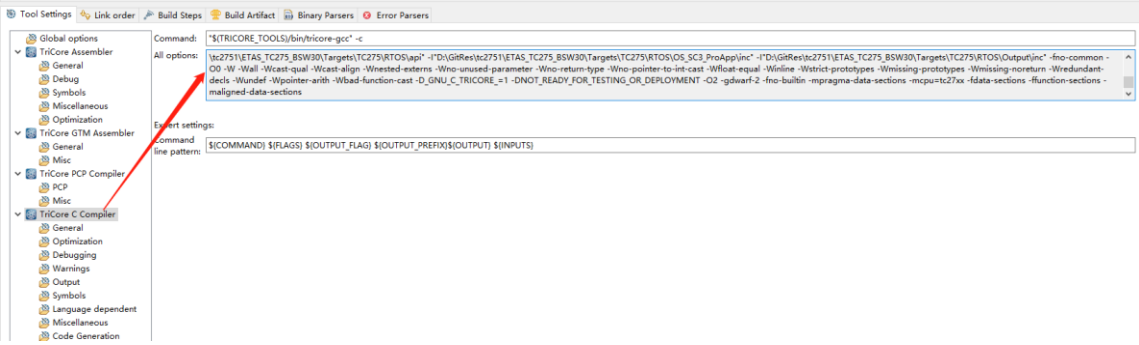 Tool Settings Link order Build Steps Build Artifact Binary Parsers Error Parsers
Global options
TriCore Assembler
General
Debug
Symbols
Miscellaneous
Optimization
TriCore GTM Assembler
General
Misc
TriCore PCP Compiler
PCP
Misc
TriCore C Compiler
General
Optimization
Debugging
Warnings
Output
Symbols
Language dependent
Miscellaneous
Code Generation
Command: "${TRICORE_TOOLS}/bin/tricore-gcc" -c
All options: \tc2751\ETAS_TC275_BSW30\Targets\TC275\RTOS\api" -I"D:\GitRes\tc2751\ETAS_TC275_BSW30\Targets\TC275\RTOS\OS_SC3_ProApp\inc" -I"D:\GitRes\tc2751\ETAS_TC275_BSW30\Targets\TC275\RTOS\Output\inc" -fno-common -
O0 -W -Wall -Wcast-qual -Wcast-align -Wnested-externs -Wno-unused-parameter -Wno-return-type -Wno-pointer-to-int-cast -Wfloat-equal -Winline -Wstrict-prototypes -Wmissing-prototypes -Wmissing-noreturn -Wredundant-
decls -Wundef -Wpointer-arith -Wbad-function-cast -D_GNU_C_TRICORE_=1 -DNOT_READY_FOR_TESTING_OR_DEPLOYMENT -O2 -gdwarf-2 -fno-builtin -mpragma-data-sections -mcpu=tc27xx -fdata-sections -ffunction-sections -
maligned-data-sections
Expert settings:
Command
line pattern: ${COMMAND} ${FLAGS} ${OUTPUT_FLAG} ${OUTPUT_PREFIX}${OUTPUT} ${INPUTS}